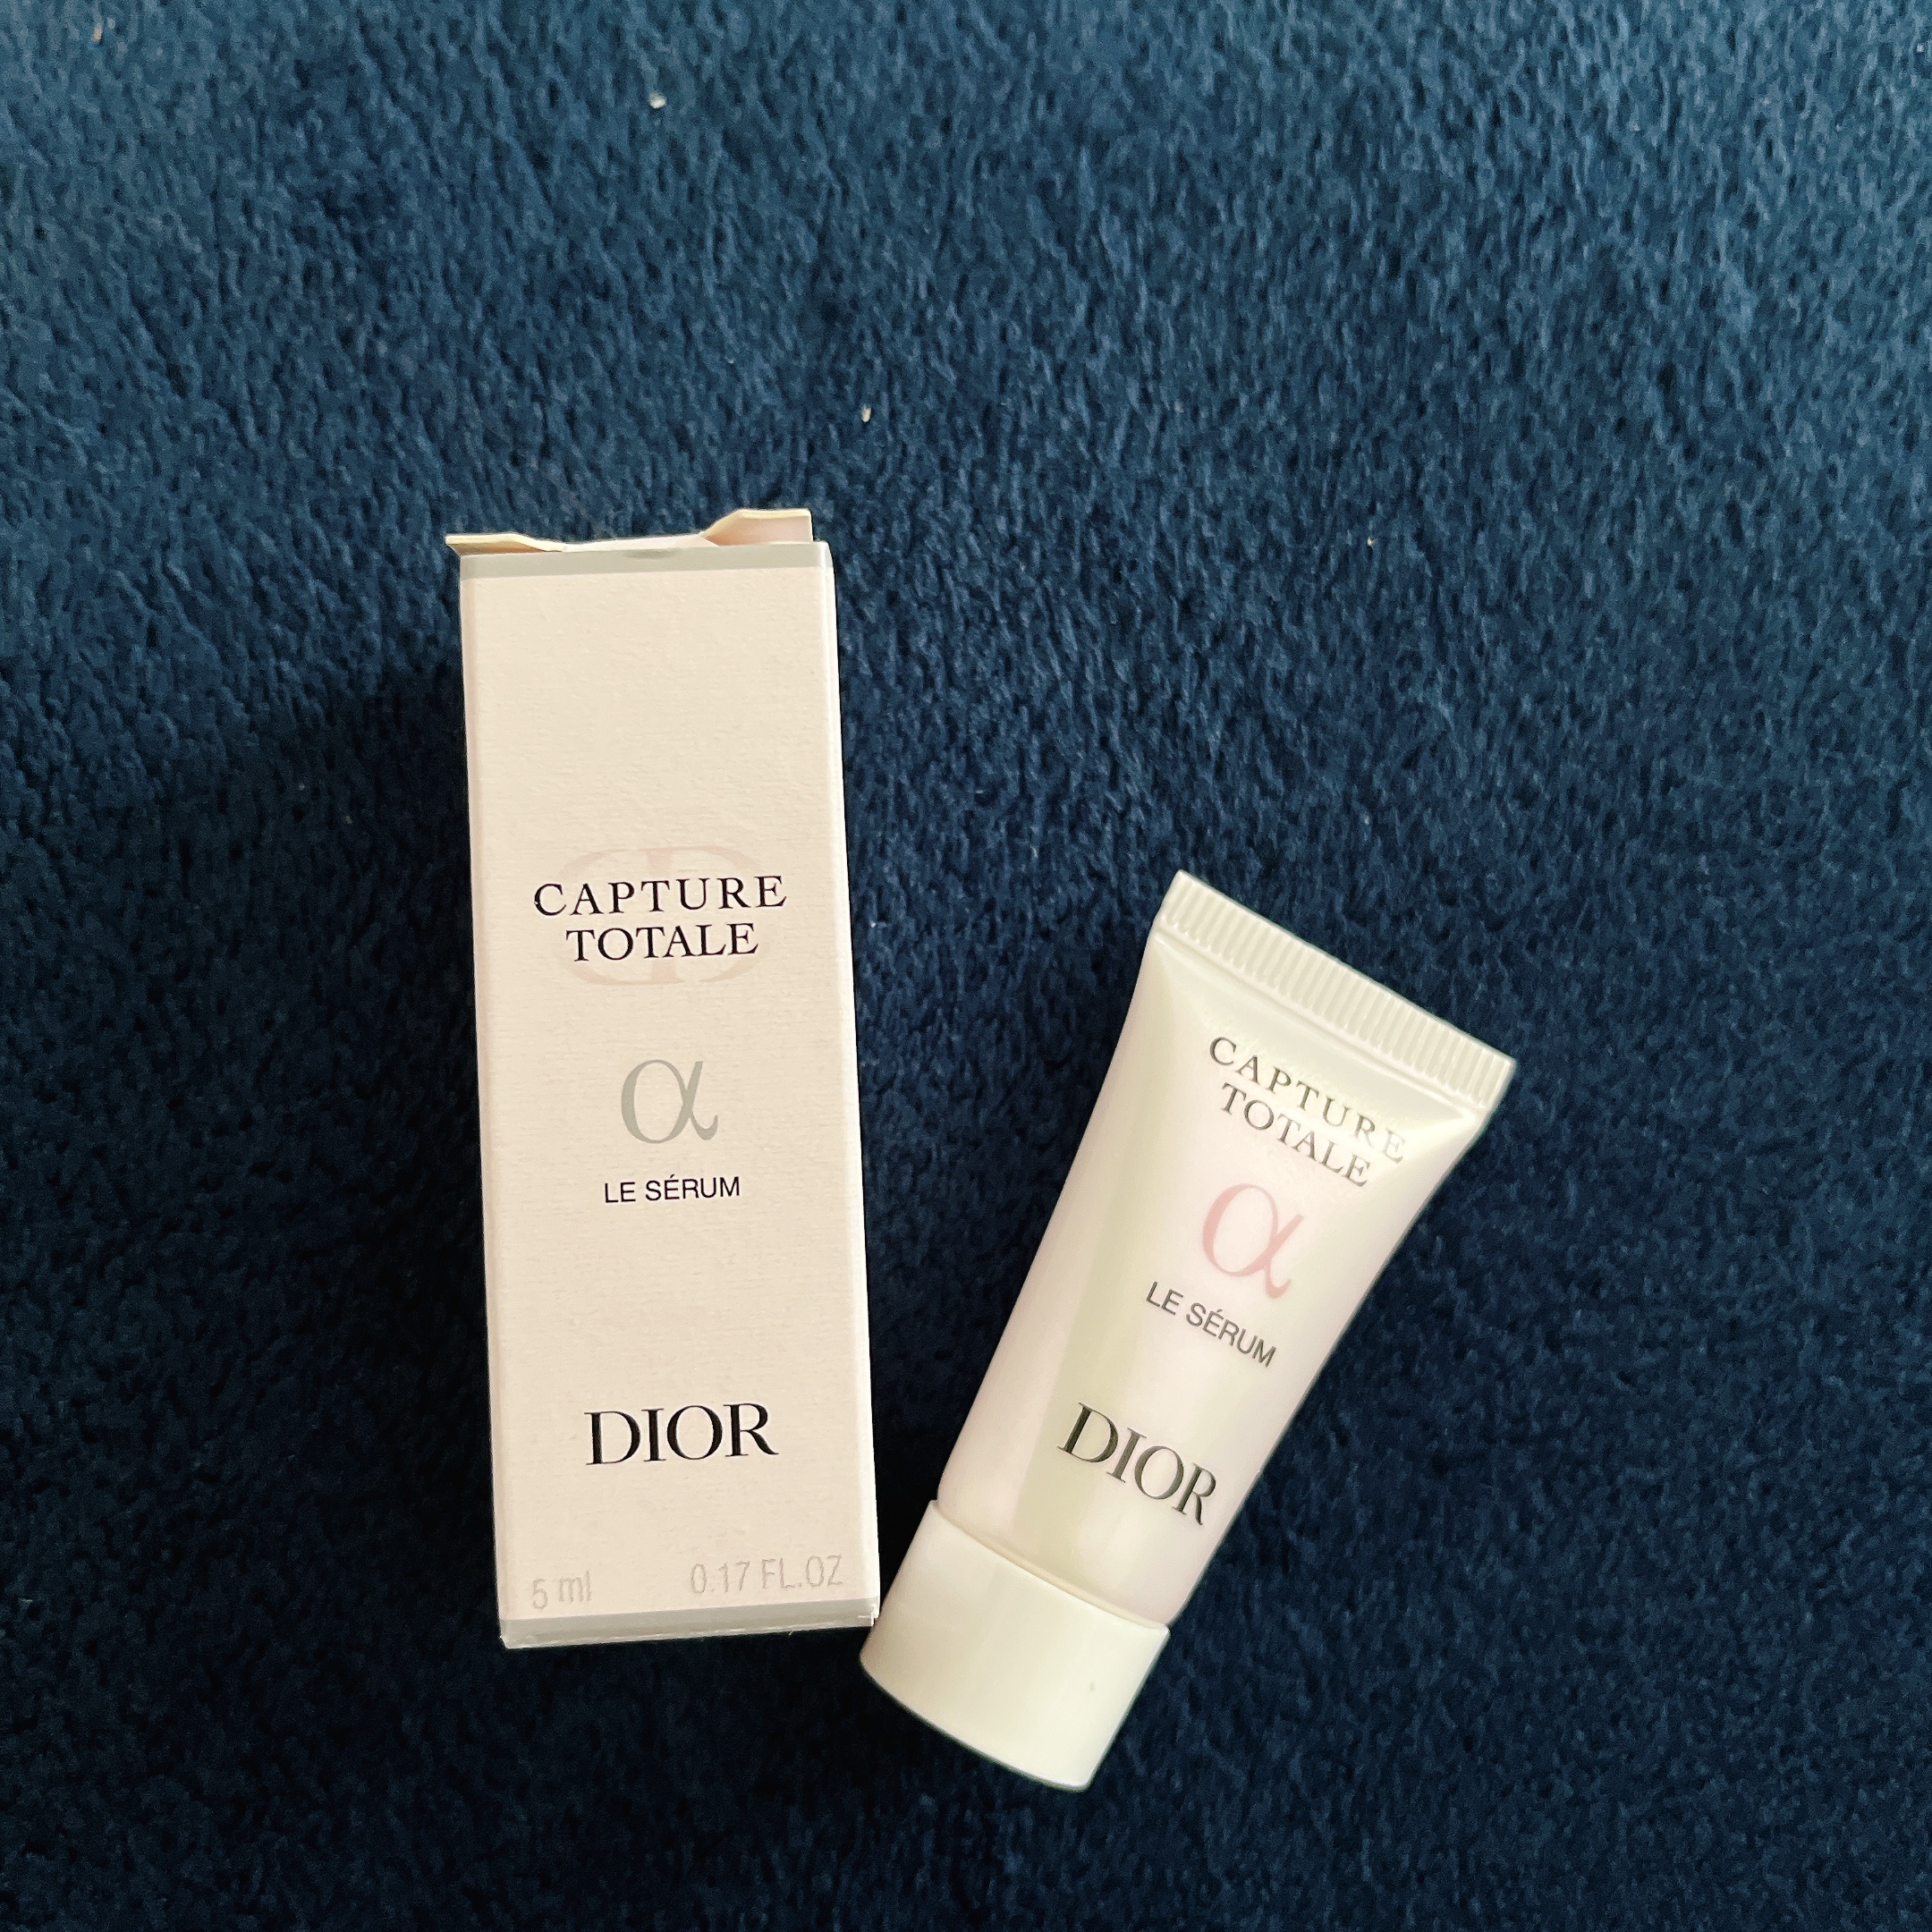 CAPTURE
TOTALE
α
LE SÉRUM
DIOR
5 ml 0.17 FL.OZ
CAPTURE
TOTALE
α
LE SÉRUM
DIOR